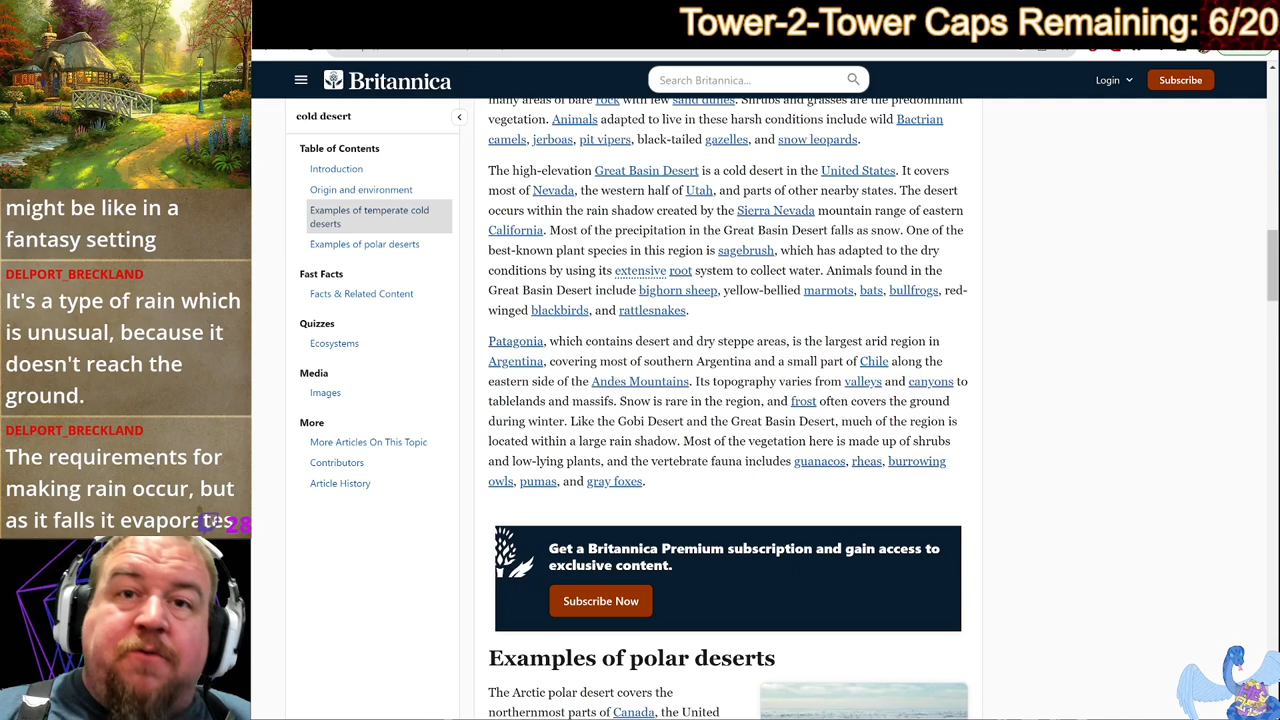 Tower-2-Tower Caps Remaining: 6/20
Britannica
Search Britannica...
Login
Subscribe
cold desert
Table of Contents
Introduction
Origin and environment
Examples of temperate cold
deserts
Examples of polar deserts
Fast Facts
Facts & Related Content
Quizzes
Ecosystems
Media
Images
More
More Articles On This Topic
Contributors
Article History
many areas of bare rock with few sand dunes. Shrubs and grasses are the predominant
vegetation. Animals adapted to live in these harsh conditions include wild Bactrian
camels, jerboas, pit vipers, black-tailed gazelles, and snow leopards.
The high-elevation Great Basin Desert is a cold desert in the United States. It covers
most of Nevada, the western half of Utah, and parts of other nearby states. The desert
occurs within the rain shadow created by the Sierra Nevada mountain range of eastern
California. Most of the precipitation in the Great Basin Desert falls as snow. One of the
best-known plant species in this region is sagebrush, which has adapted to the dry
conditions by using its extensive root system to collect water. Animals found in the
Great Basin Desert include bighorn sheep, yellow-bellied marmots, bats, bullfrogs, red-
winged blackbirds, and rattlesnakes.
Patagonia, which contains desert and dry steppe areas, is the largest arid region in
Argentina, covering most of southern Argentina and a small part of Chile along the
eastern side of the Andes Mountains. Its topography varies from valleys and canyons to
tablelands and massifs. Snow is rare in the region, and frost often covers the ground
during winter. Like the Gobi Desert and the Great Basin Desert, much of the region is
located within a large rain shadow. Most of the vegetation here is made up of shrubs
and low-lying plants, and the vertebrate fauna includes guanacos, rheas, burrowing
owls, pumas, and gray foxes.
Get a Britannica Premium subscription and gain access to
exclusive content.
Subscribe Now
Examples of polar deserts
The Arctic polar desert covers the
northernmost parts of Canada, the United
might be like in a
fantasy setting
DELPORT_BRECKLAND
It's a type of rain which
is unusual, because it
doesn't reach the
ground.
DELPORT_BRECKLAND
The requirements for
making rain occur, but
as it falls it evaporates
28